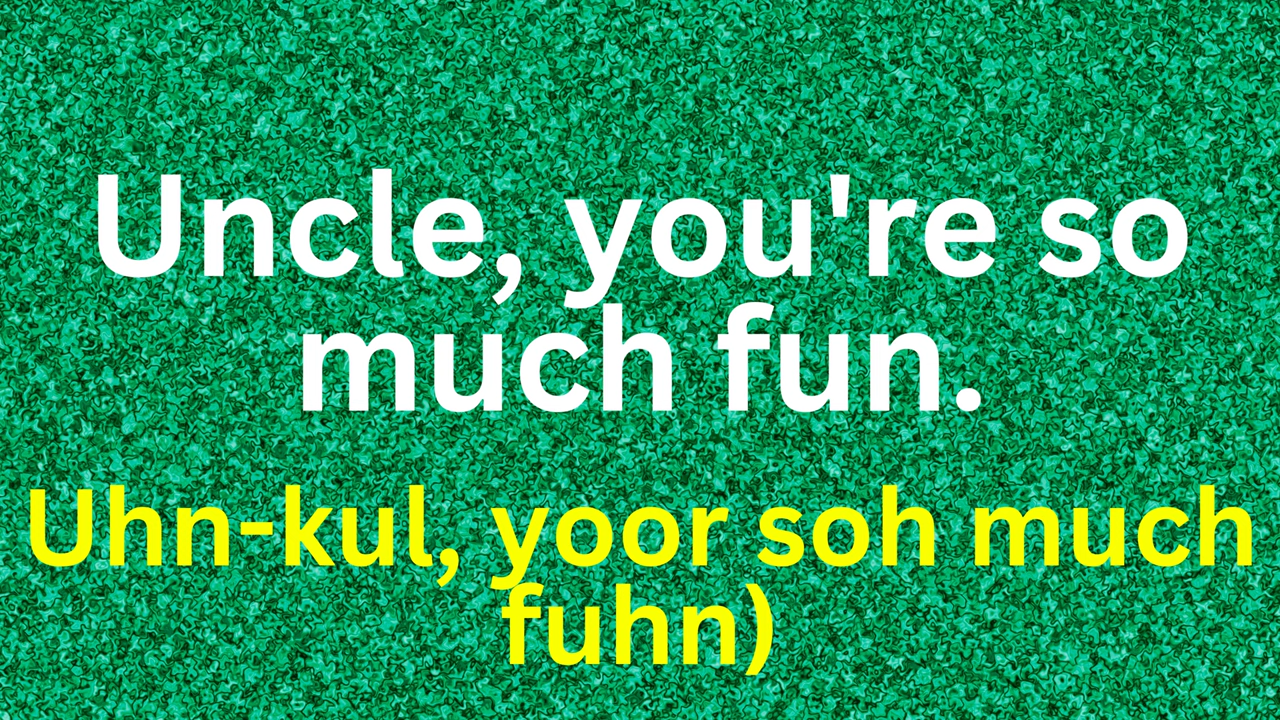 Uncle, you're so
much fun.
Uhn-kul, yoor soh much
fuhn)